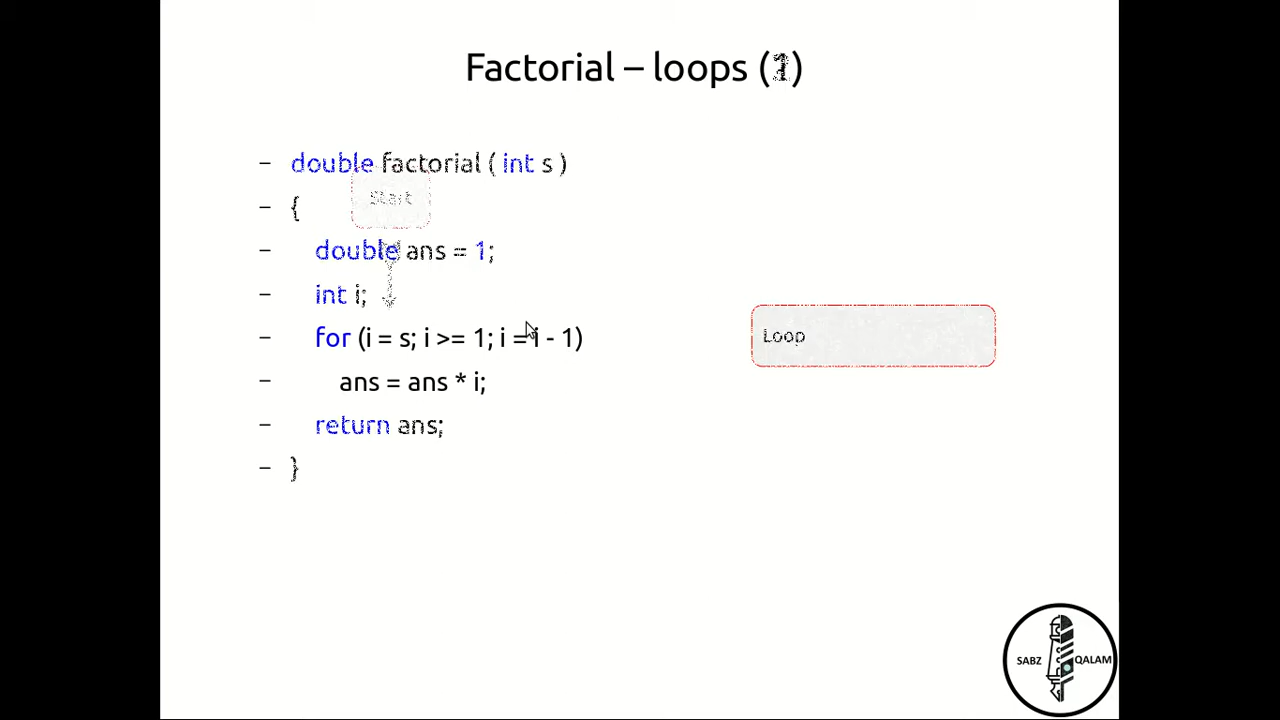 Factorial – loops ()
– double factorial ( int s )
Start
– {
– double ans = 1;
– int i;
– for (i = s; i >= 1; i = i - 1)
Loop
– ans = ans * i;
– return ans;
– }
SABZ QALAM